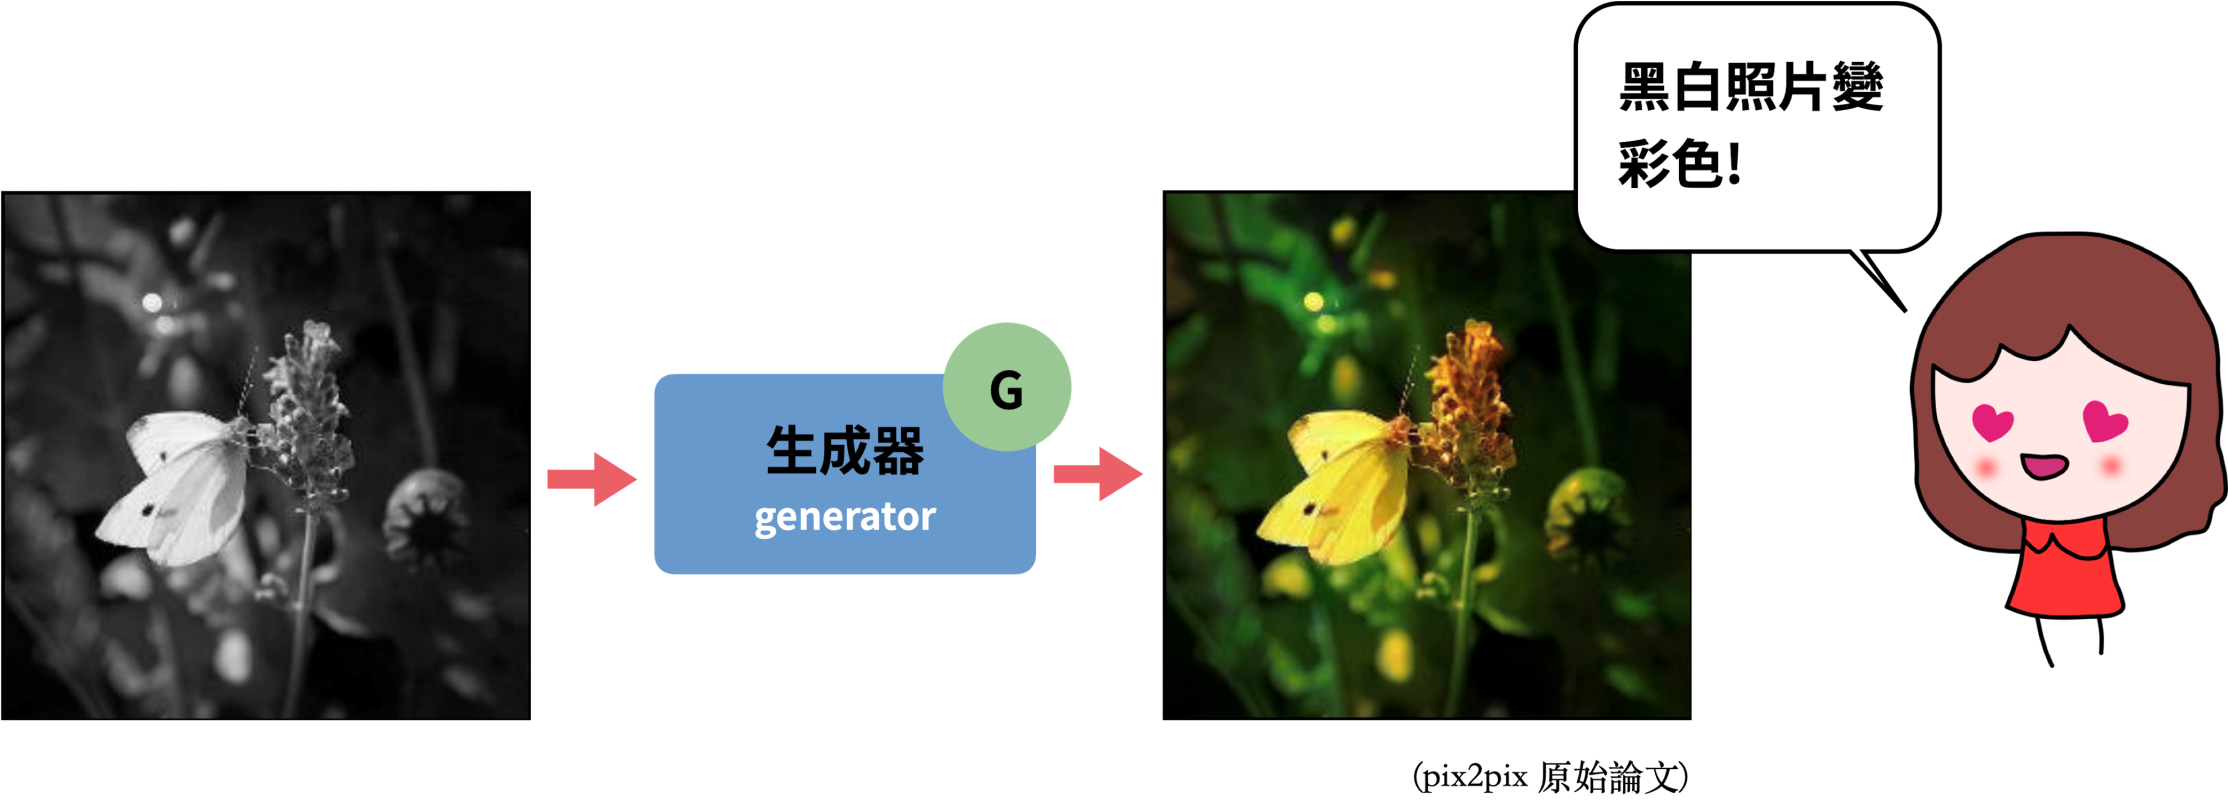 黑白照片變
彩色!
G
生成器
generator
(pix2pix 原始論文)